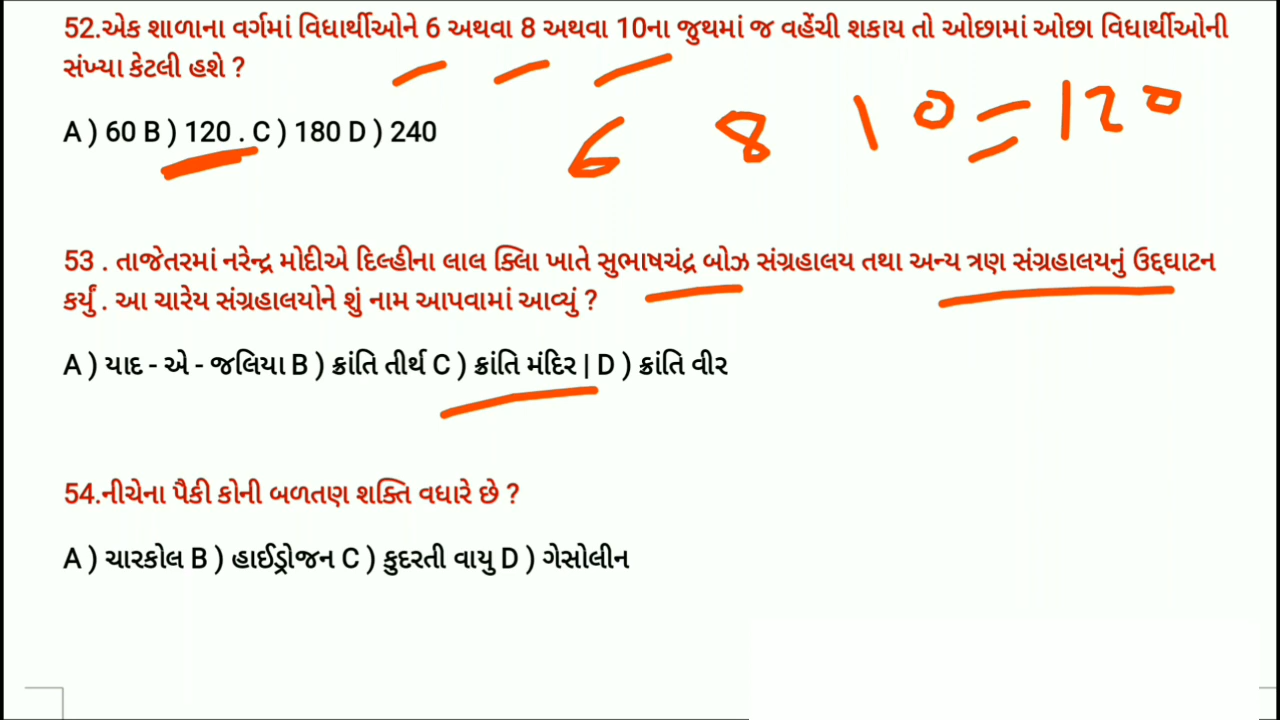 52.એક શાળાના વર્ગમાં વિધાર્થીઓને 6 અથવા 8 અથવા 10ના જુથમાં જ વહેંચી શકાય તો ઓછામાં ઓછા વિધાર્થીઓની
સંખ્યા કેટલી હશે ?
6 8 10 = 120
A ) 60 B ) 120 . C ) 180 D ) 240
53 . તાજેતરમાં નરેન્દ્ર મોદીએ દિલ્હીના લાલ ક્લિા ખાતે સુભાષચંદ્ર બોઝ સંગ્રહાલય તથા અન્ય ત્રણ સંગ્રહાલયનું ઉદ્દઘાટન
કર્યું . આ ચારેય સંગ્રહાલયોને શું નામ આપવામાં આવ્યું ?
A ) યાદ - એ - જલિયા B ) ક્રાંતિ તીર્થ C ) ક્રાંતિ મંદિર | D ) ક્રાંતિ વીર
54.નીચેના પૈકી કોની બળતણ શક્તિ વધારે છે ?
A ) ચારકોલ B ) હાઈડ્રોજન C ) કુદરતી વાયુ D ) ગેસોલીન